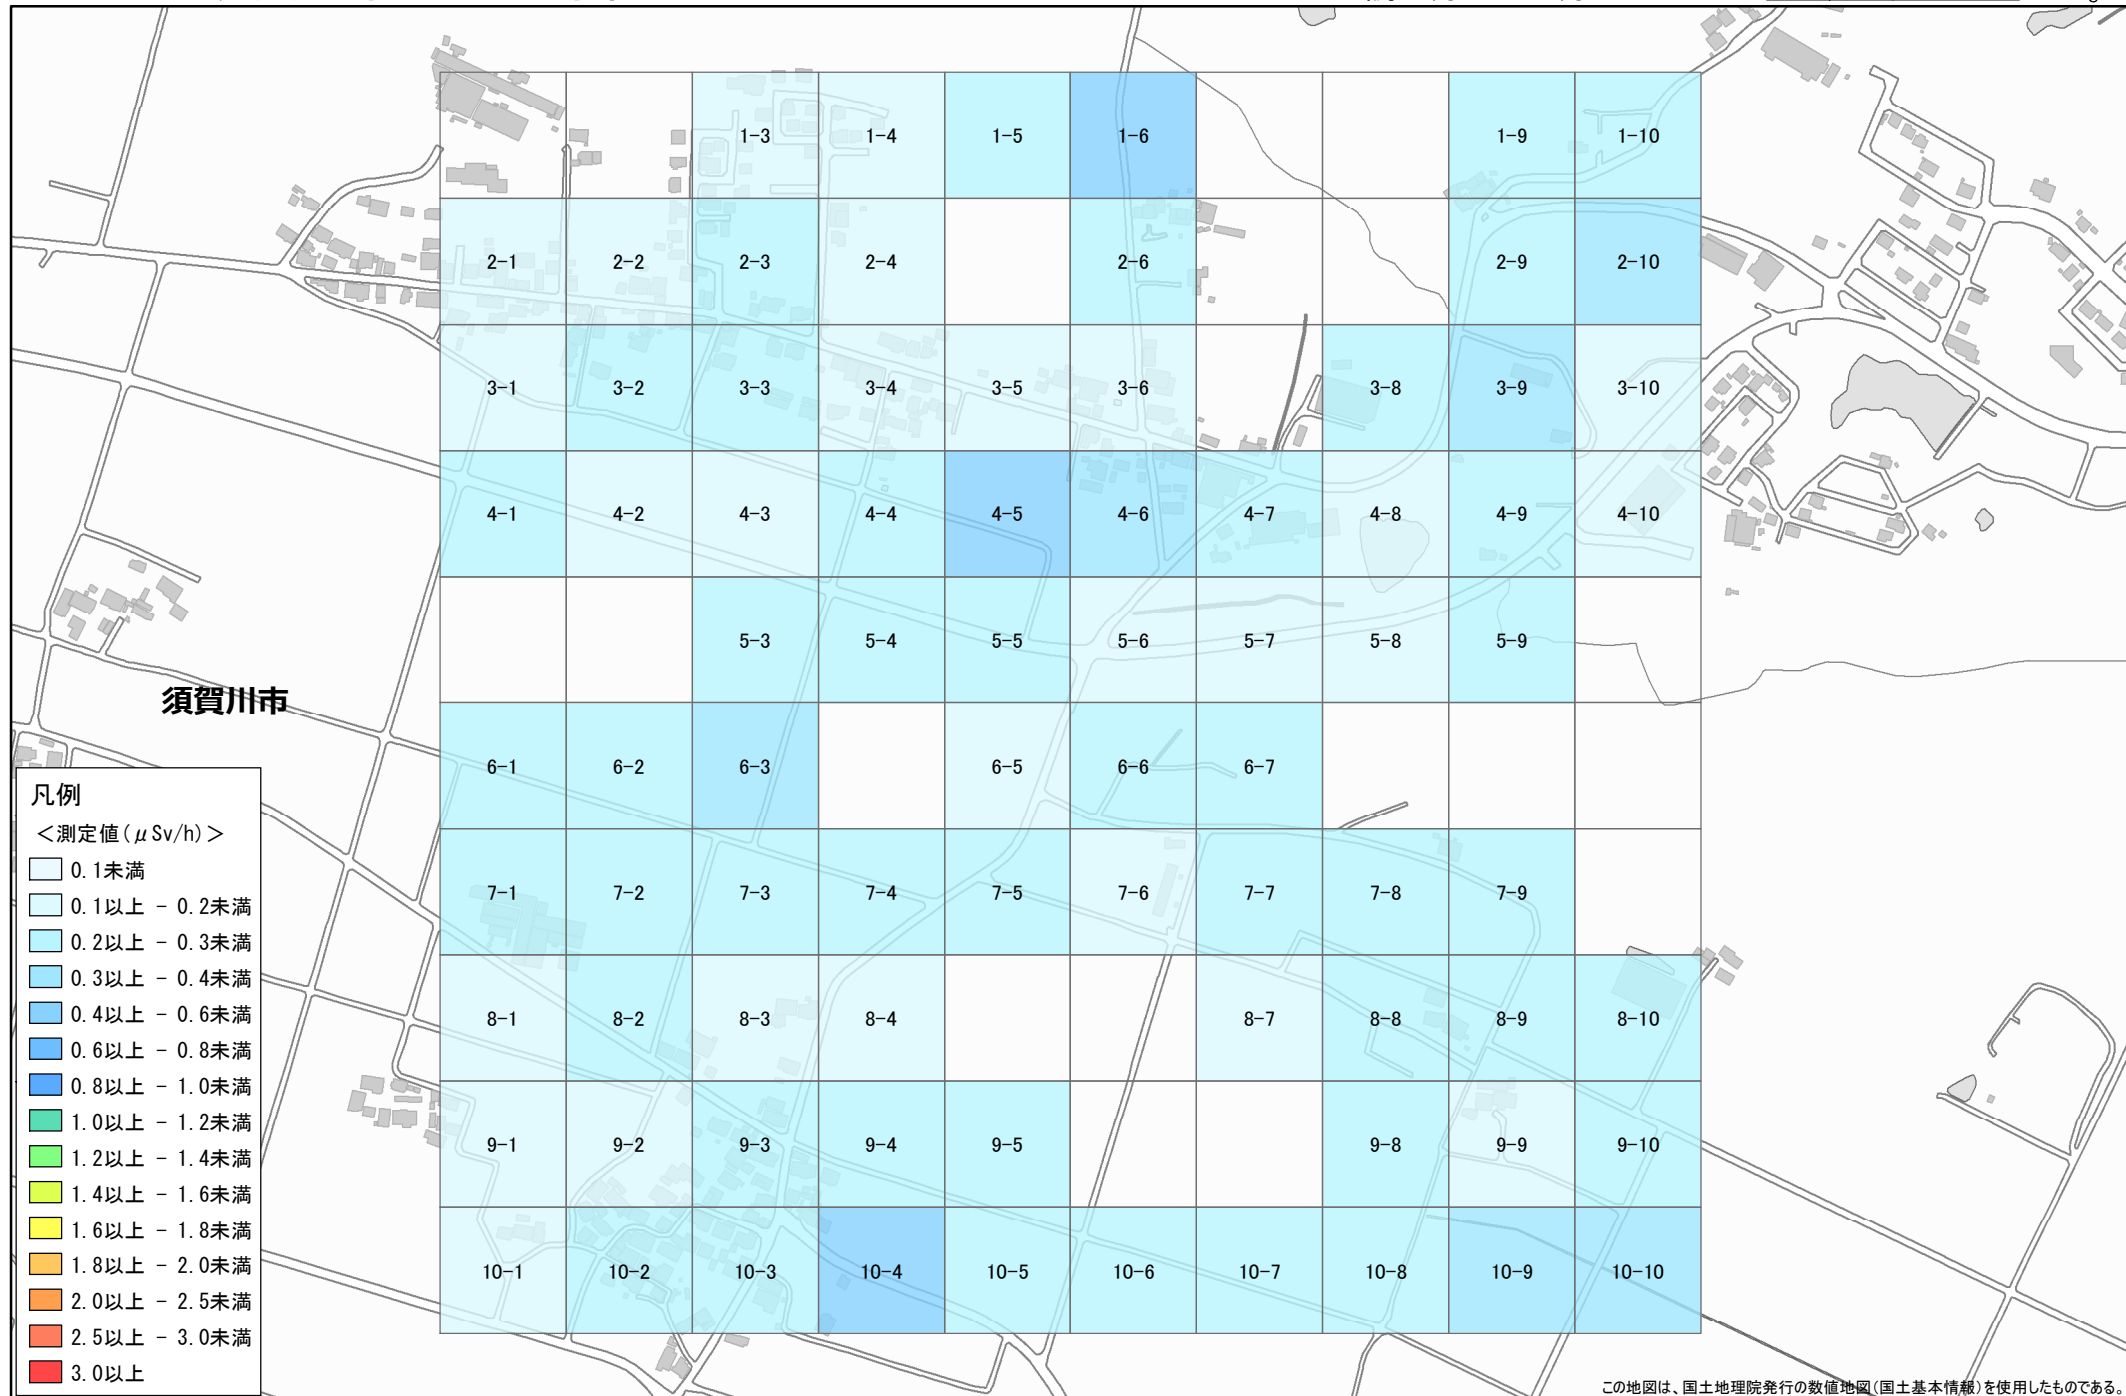 1-3 1-4 1-5 1-6 1-9 1-10
2-1 2-2 2-3 2-4 2-6 2-9 2-10
3-1 3-2 3-3 3-4 3-5 3-6 3-8 3-9 3-10
4-1 4-2 4-3 4-4 4-5 4-6 4-7 4-8 4-9 4-10
5-3 5-4 5-5 5-6 5-7 5-8 5-9
須賀川市
6-1 6-2 6-3 6-5 6-6 6-7
7-1 7-2 7-3 7-4 7-5 7-6 7-7 7-8 7-9
8-1 8-2 8-3 8-4 8-7 8-8 8-9 8-10
9-1 9-2 9-3 9-4 9-5 9-8 9-9 9-10
10-1 10-2 10-3 10-4 10-5 10-6 10-7 10-8 10-9 10-10
凡例
＜測定値(μSv/h)＞
0.1未満
0.1以上 - 0.2未満
0.2以上 - 0.3未満
0.3以上 - 0.4未満
0.4以上 - 0.6未満
0.6以上 - 0.8未満
0.8以上 - 1.0未満
1.0以上 - 1.2未満
1.2以上 - 1.4未満
1.4以上 - 1.6未満
1.6以上 - 1.8未満
1.8以上 - 2.0未満
2.0以上 - 2.5未満
2.5以上 - 3.0未満
3.0以上
この地図は、国土地理院発行の数値地図(国土基本情報)を使用したものである。